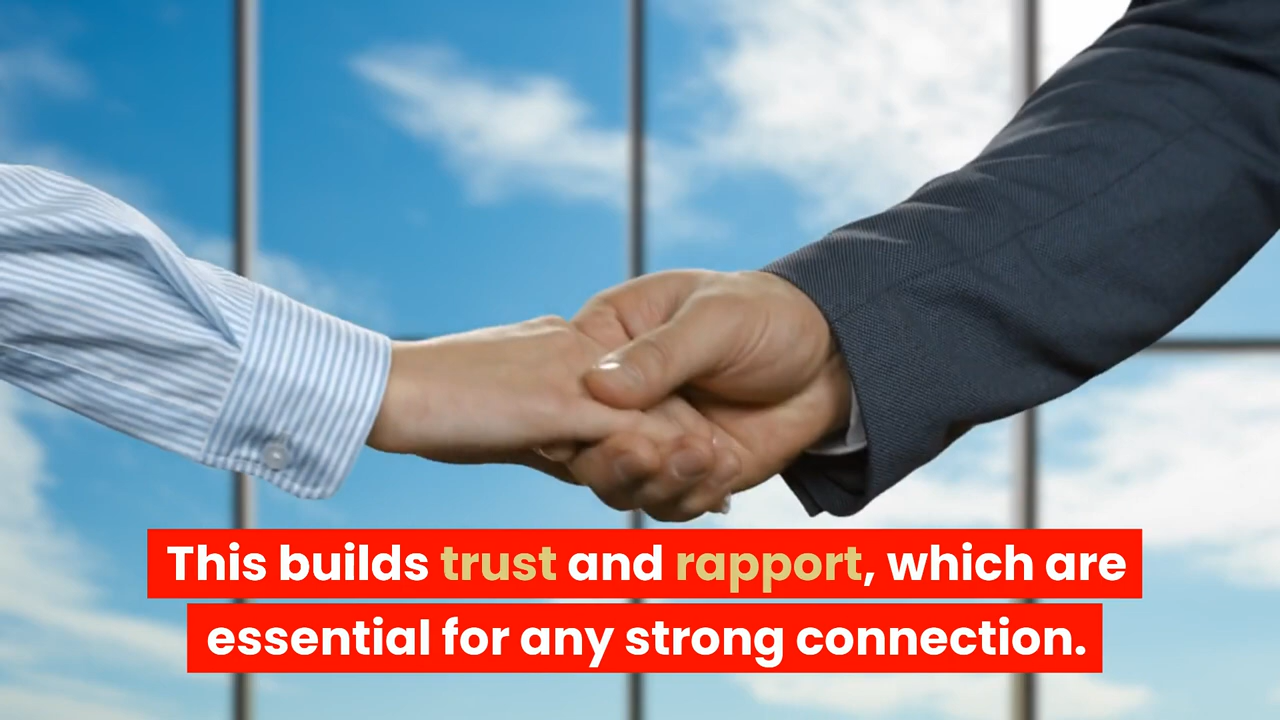 This builds trust and rapport, which are
essential for any strong connection.